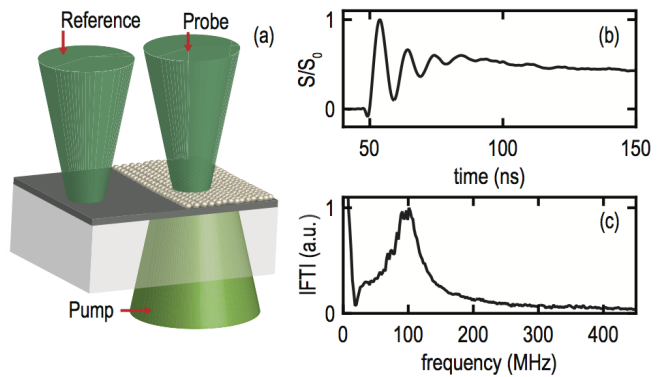 Reference
Probe
(a)
Pump
(b)
S/S0
1
0
50
100
150
time (ns)
(c)
|FT| (a.u.)
1
0
0
100
200
300
400
frequency (MHz)